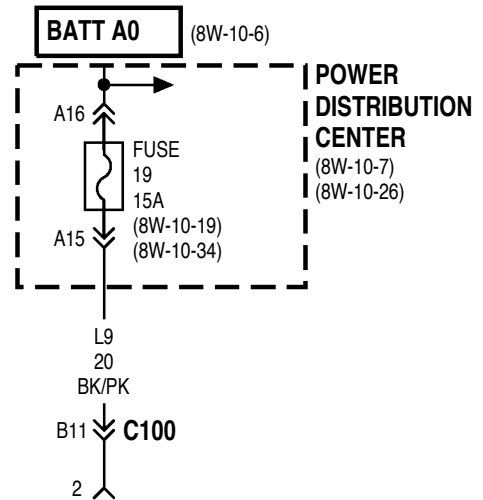 BATT A0
(8W-10-6)
POWER
DISTRIBUTION
CENTER
(8W-10-7)
(8W-10-26)
A16
FUSE
19
15A
(8W-10-19)
(8W-10-34)
A15
L9
20
BK/PK
B11
C100
2